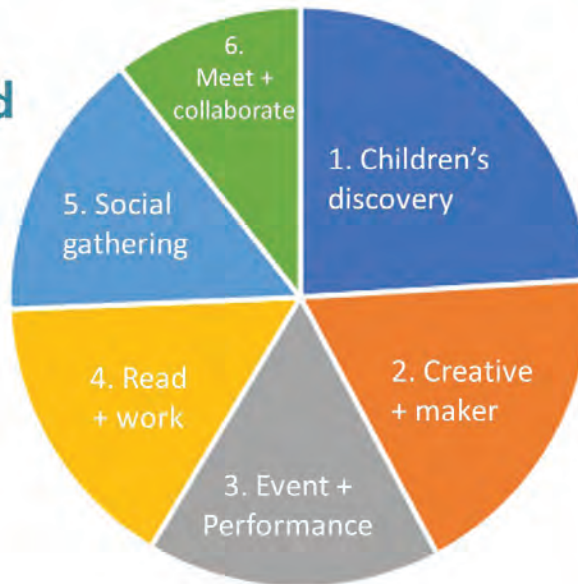 d
1. Children's
discovery
2. Creative
+ maker
3. Event +
Performance
4. Read
+ work
5. Social
gathering
6.
Meet +
collaborate